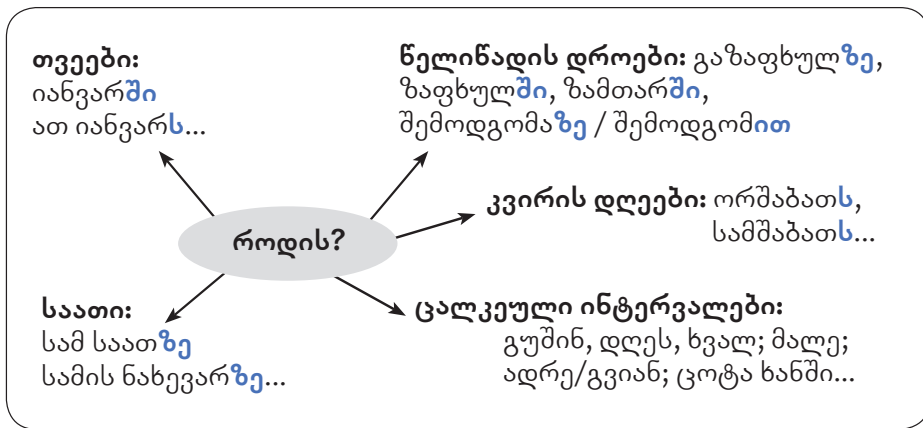 თვეები:
იანვარში
ათ იანვარს...
წელიწადის დროები: გაზაფხულზე,
ზაფხულში, ზამთარში,
შემოდგომაზე / შემოდგომით
კვირის დღეები: ორშაბათს,
სამშაბათს...
როდის?
საათი:
სამ საათზე
სამის ნახევარზე...
ცალკეული ინტერვალები:
გუშინ, დღეს, ხვალ; მალე;
ადრე/გვიან; ცოტა ხანში...